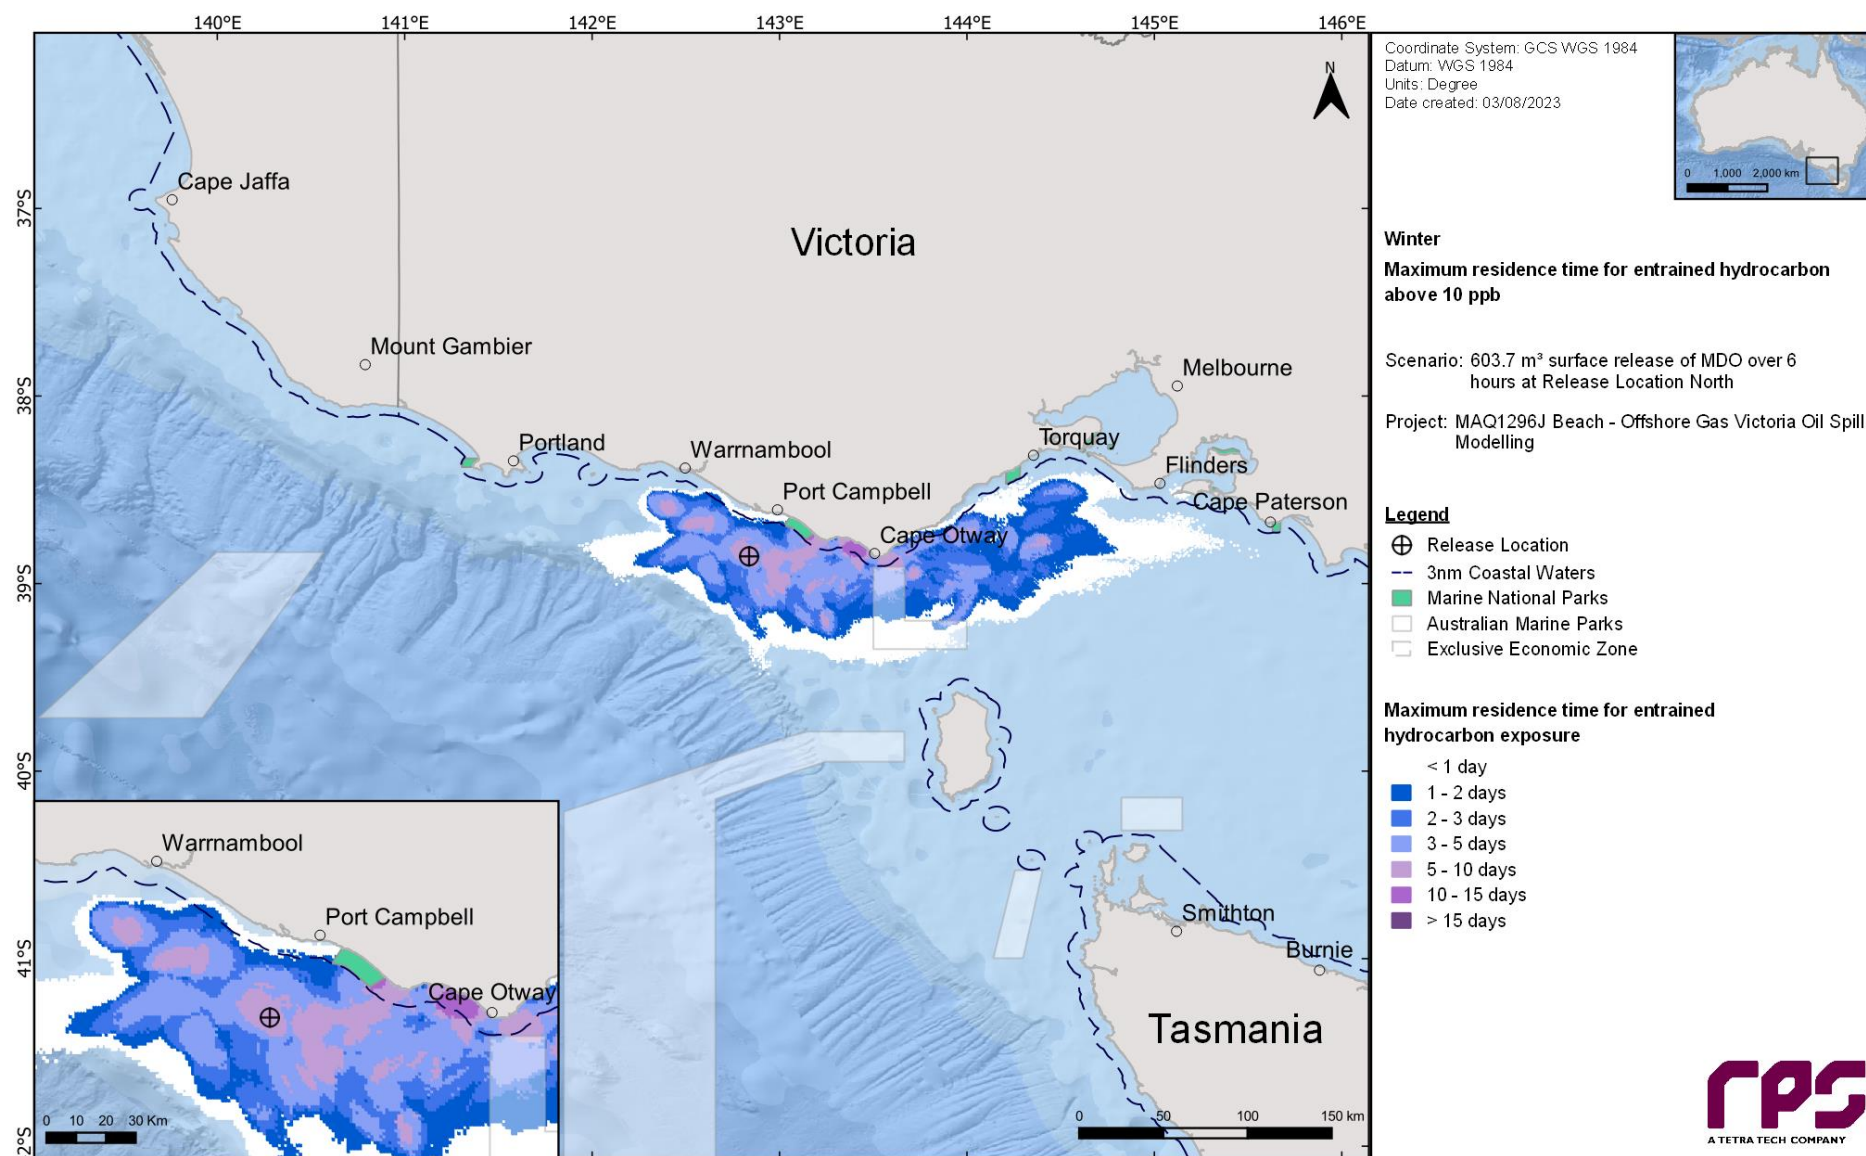 140°E 141°E 142°E 143°E 144°E 145°E 146°E
37°S
38°S
39°S
40°S
41°S
42°S
N
Cape Jaffa
Victoria
Mount Gambier
Melbourne
Portland
Warrnambool
Torquay
Flinders
Port Campbell
Cape Paterson
Cape Otway
Smithton
Burnie
Tasmania
0 50 100 150 km
Warrnambool
Port Campbell
Cape Otway
0 10 20 30 Km
Coordinate System: GCS WGS 1984
Datum: WGS 1984
Units: Degree
Date created: 03/08/2023
0 1,000 2,000 km
Winter
Maximum residence time for entrained hydrocarbon
above 10 ppb
Scenario: 603.7 m³ surface release of MDO over 6
hours at Release Location North
Project: MAQ1296J Beach - Offshore Gas Victoria Oil Spill
Modelling
Legend
Release Location
3nm Coastal Waters
Marine National Parks
Australian Marine Parks
Exclusive Economic Zone
Maximum residence time for entrained
hydrocarbon exposure
< 1 day
1 - 2 days
2 - 3 days
3 - 5 days
5 - 10 days
10 - 15 days
> 15 days
rps
A TETRA TECH COMPANY